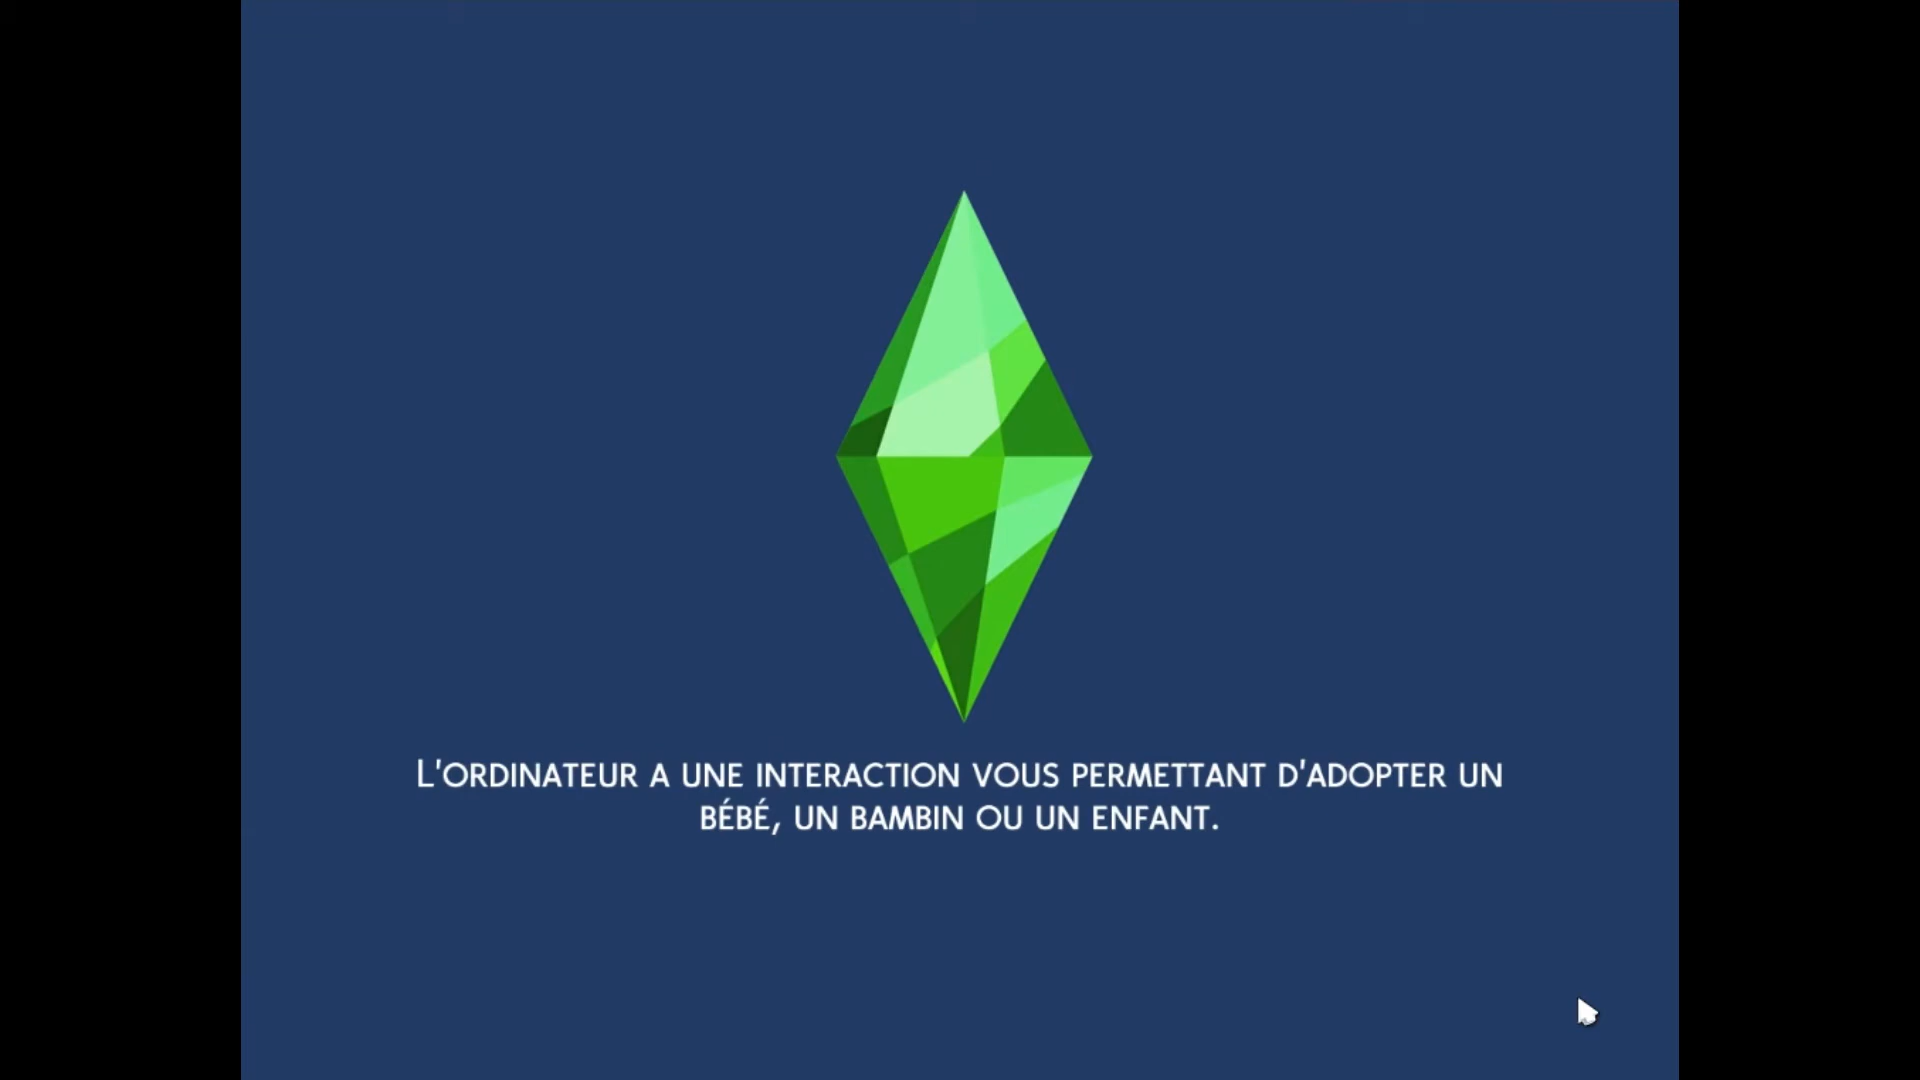 L'ORDINATEUR A UNE INTERACTION VOUS PERMETTANT D'ADOPTER UN
BÉBÉ, UN BAMBIN OU UN ENFANT.